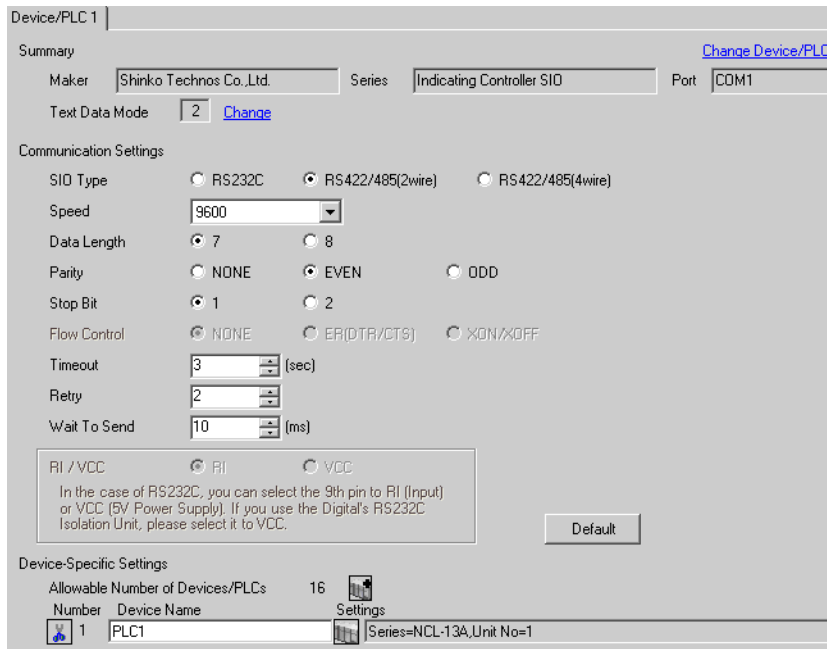 Device/PLC 1
Summary Change Device/PLC
Maker Shinko Technos Co.,Ltd. Series Indicating Controller SIO Port COM1
Text Data Mode 2 Change
Communication Settings
SIO Type RS232C RS422/485(2wire) RS422/485(4wire)
Speed 9600
Data Length 7 8
Parity NONE EVEN ODD
Stop Bit 1 2
Flow Control NONE ER(DTR/CTS) XON/XOFF
Timeout 3 (sec)
Retry 2
Wait To Send 10 (ms)
RI / VCC RI VCC
In the case of RS232C, you can select the 9th pin to RI (Input)
or VCC (5V Power Supply). If you use the Digital's RS232C
Isolation Unit, please select it to VCC.
Default
Device-Specific Settings
Allowable Number of Devices/PLCs 16
Number Device Name Settings
1 PLC1 Series=NCL-13A,Unit No=1